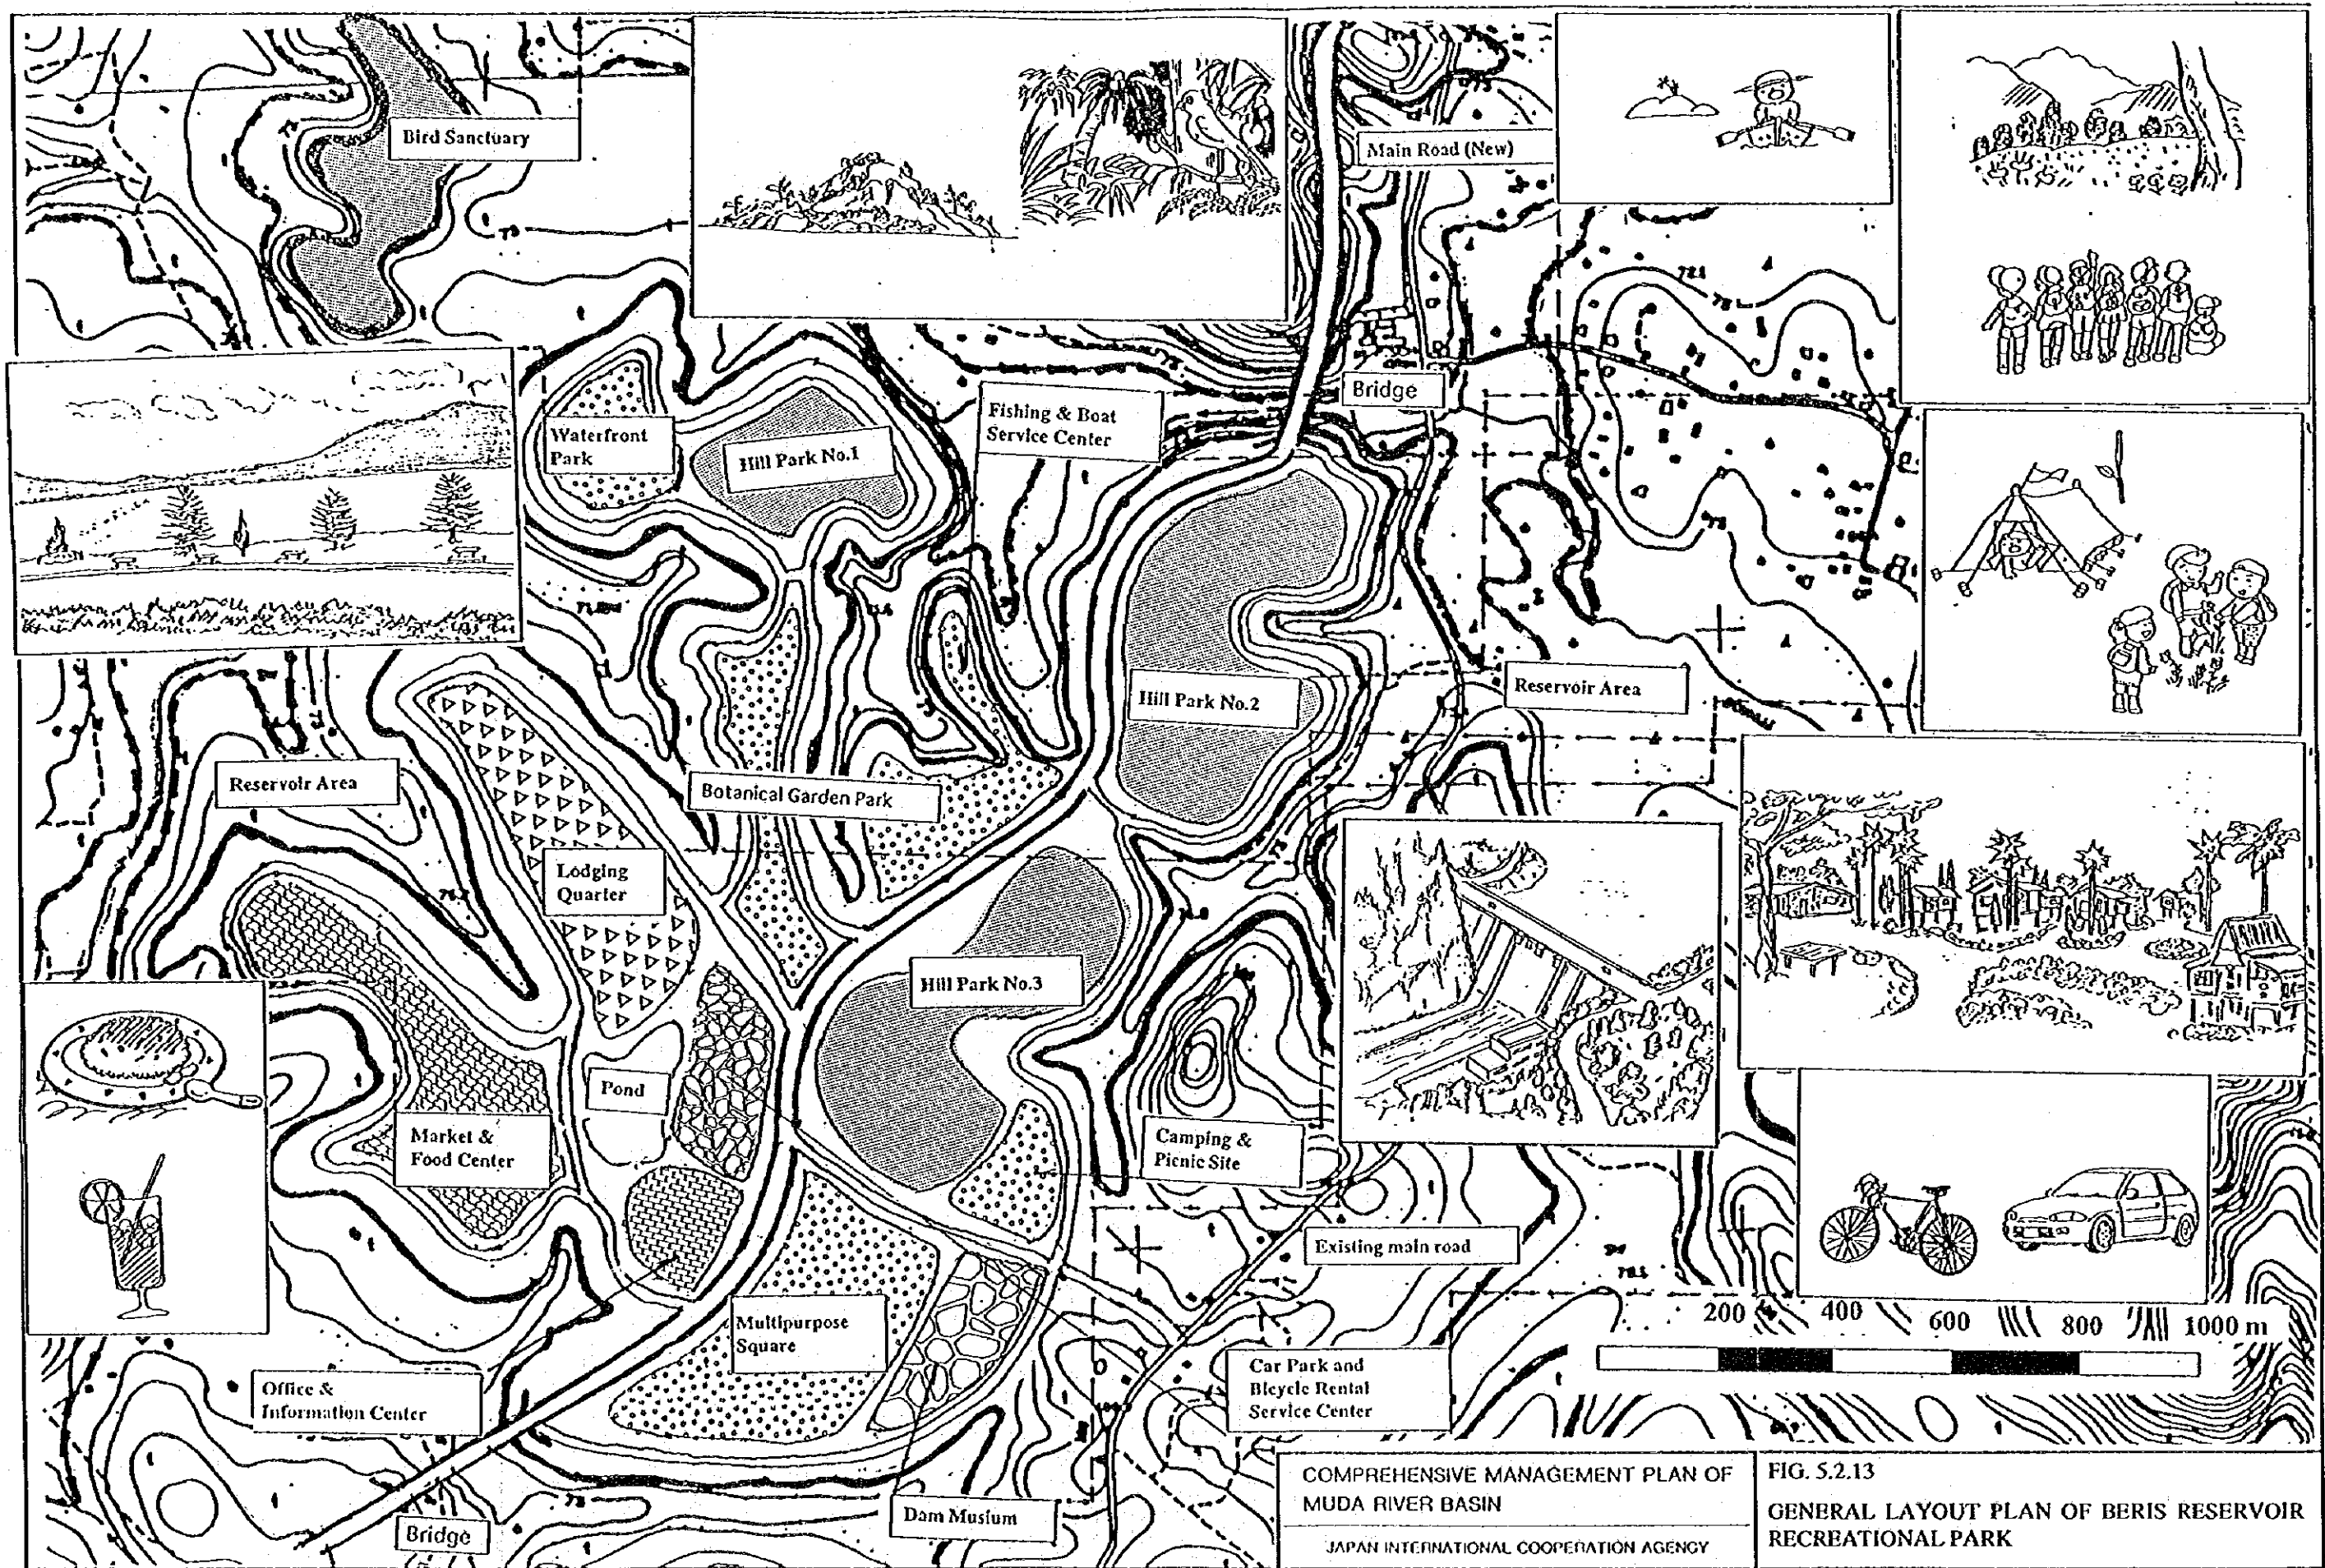 Bird Sanctuary
Main Road (New)
Waterfront
Park
Hill Park No.1
Fishing & Boat
Service Center
Bridge
Hill Park No.2
Reservoir Area
Reservoir Area
Botanical Garden Park
Lodging
Quarter
Hill Park No.3
Pond
Market &
Food Center
Camping &
Picnic Site
Existing main road
Multipurpose
Square
Office &
Information Center
Car Park and
Bicycle Rental
Service Center
Bridge
Dam Musium
200 400 600 800 1000 m
COMPREHENSIVE MANAGEMENT PLAN OF
MUDA RIVER BASIN
JAPAN INTERNATIONAL COOPERATION AGENCY
FIG. 5.2.13
GENERAL LAYOUT PLAN OF BERIS RESERVOIR
RECREATIONAL PARK